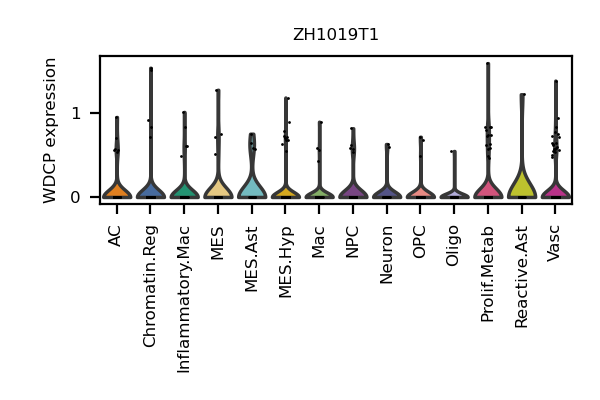 ZH1019T1
WDCP expression
1
0
AC
Chromatin.Reg
Inflammatory.Mac
MES
MES.Ast
MES.Hyp
Mac
NPC
Neuron
OPC
Oligo
Prolif.Metab
Reactive.Ast
Vasc